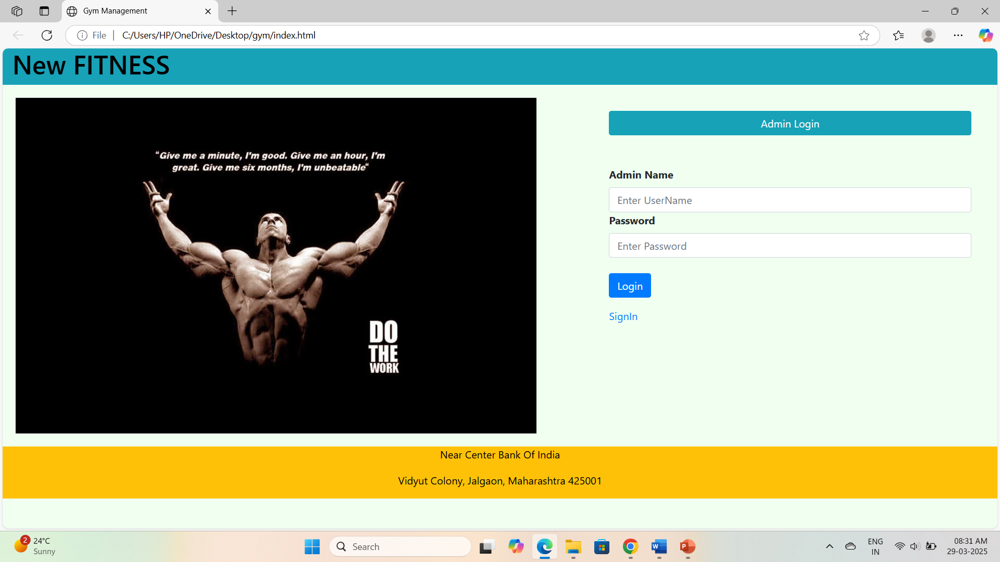 Gym Management
File
C:/Users/HP/OneDrive/Desktop/gym/index.html
New FITNESS
"Give me a minute, I'm good. Give me an hour, I'm
great. Give me six months, I'm unbeatable"
DO
THE
WORK
Admin Login
Admin Name
Enter UserName
Password
Enter Password
Login
SignIn
Near Center Bank Of India
Vidyut Colony, Jalgaon, Maharashtra 425001
2
24°C
Sunny
Search
W
P
ENG
IN
08:31 AM
29-03-2025